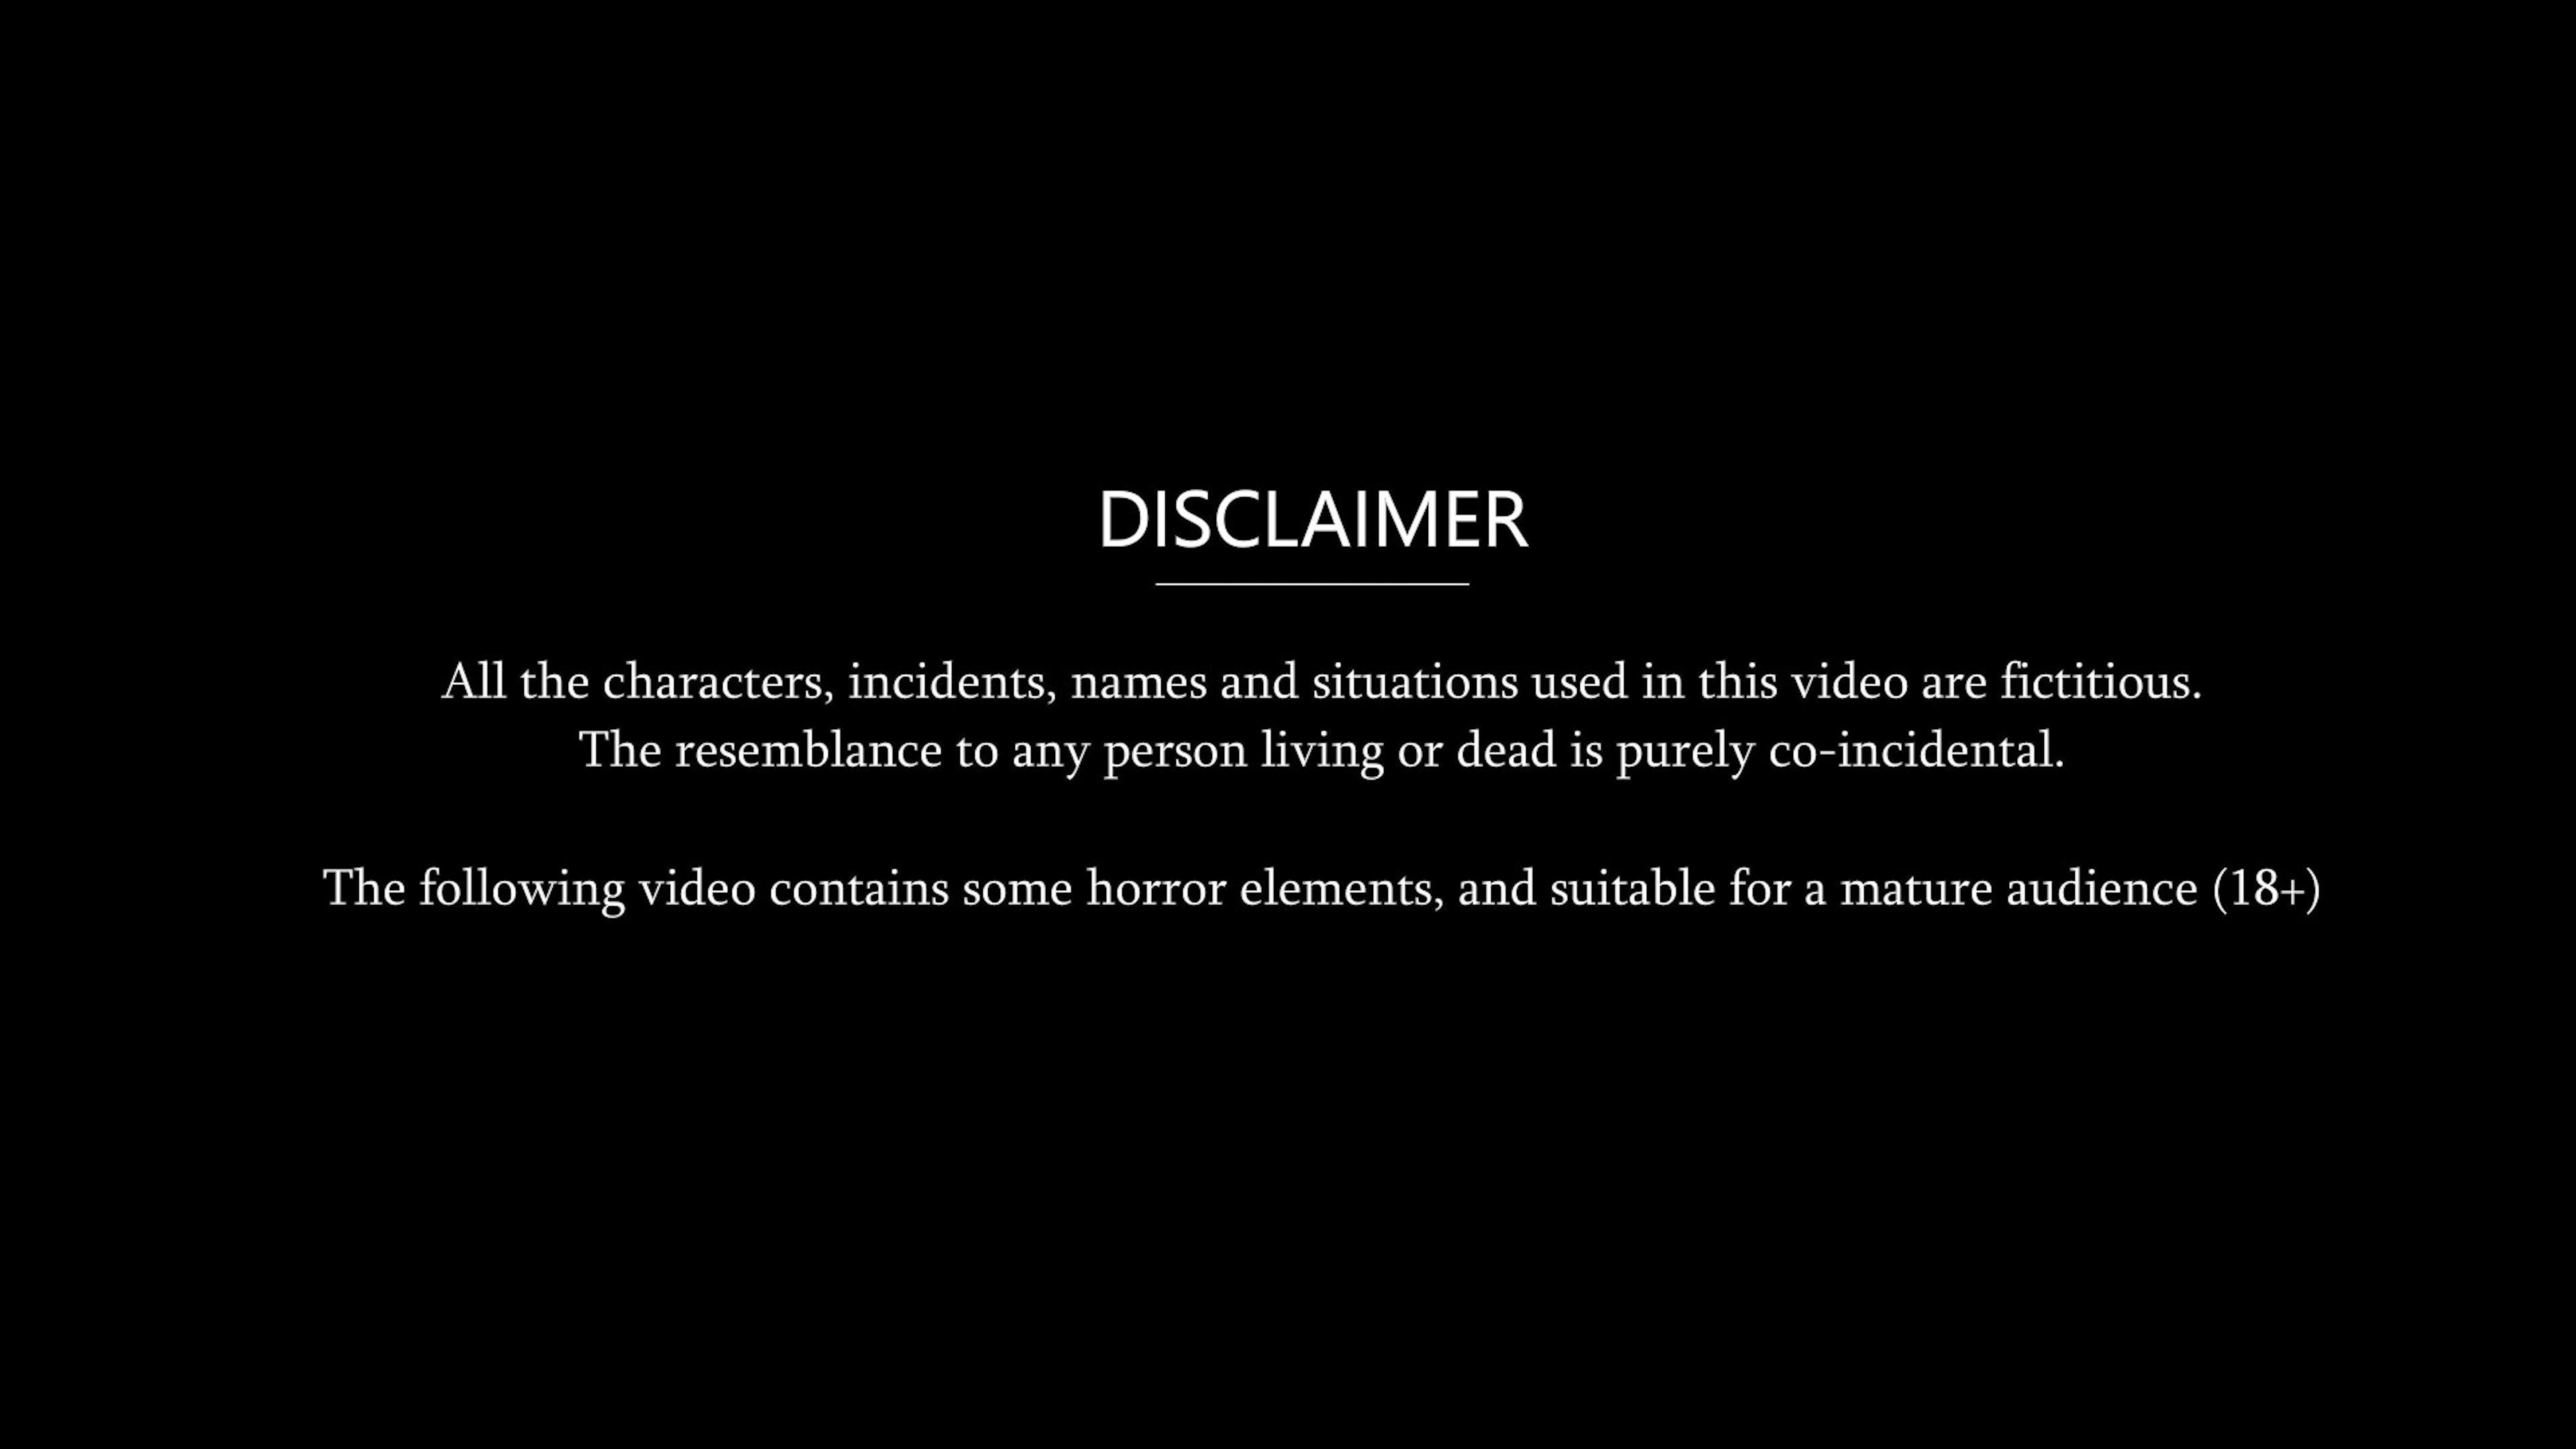 DISCLAIMER
All the characters, incidents, names and situations used in this video are fictitious.
The resemblance to any person living or dead is purely co-incidental.
The following video contains some horror elements, and suitable for a mature audience (18+)